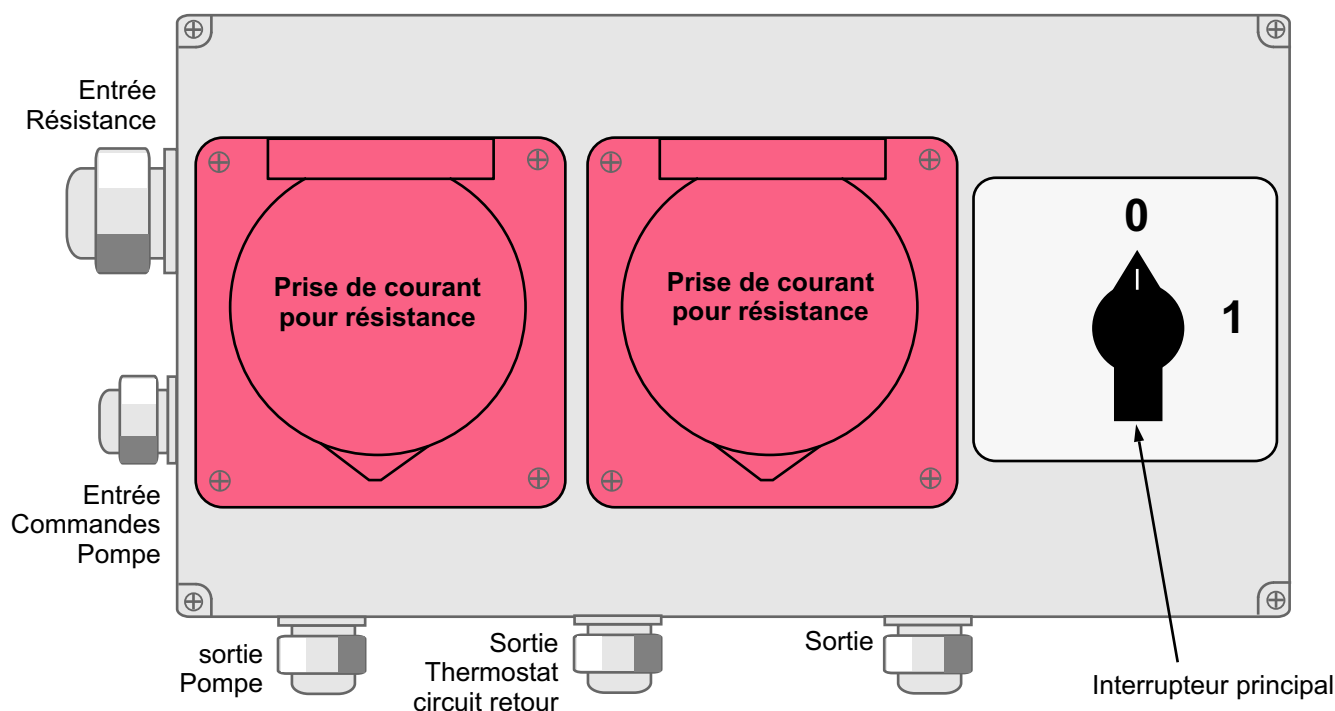 Entrée
Résistance
Prise de courant
pour résistance
Prise de courant
pour résistance
0
1
Entrée
Commandes
Pompe
sortie
Pompe
Sortie
Thermostat
circuit retour
Sortie
Interrupteur principal